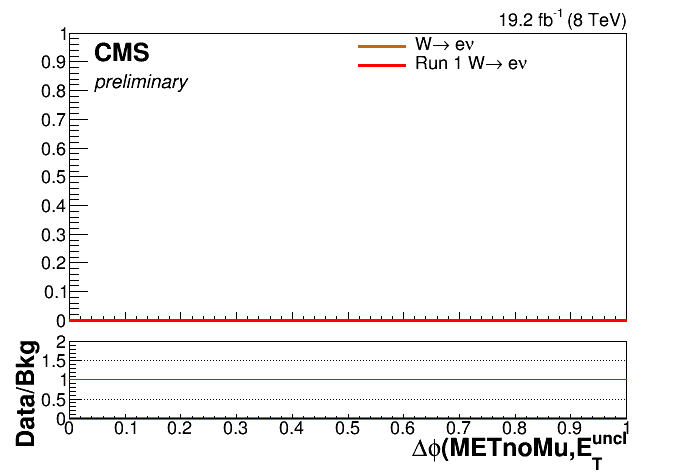 19.2 fb⁻¹ (8 TeV)
CMS
preliminary
W→ eν
Run 1 W→ eν
1
0.9
0.8
0.7
0.6
0.5
0.4
0.3
0.2
0.1
0
Data/Bkg
2
1.5
1
0.5
0
0 0.1 0.2 0.3 0.4 0.5 0.6 0.7 0.8 0.9 1
Δϕ(METnoMu,E_T^uncl